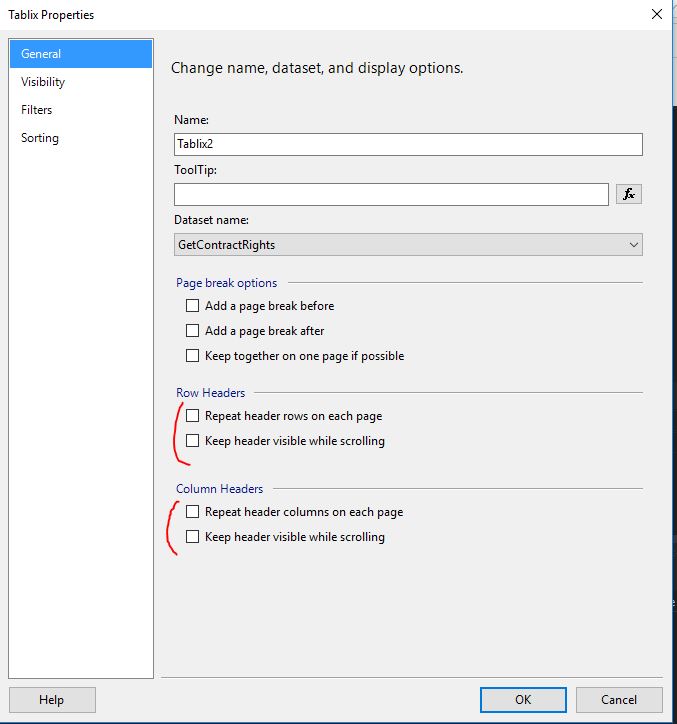 Tablix Properties
General
Visibility
Filters
Sorting
Change name, dataset, and display options.
Name:
Tablix2
ToolTip:
fx
Dataset name:
GetContractRights
Page break options
Add a page break before
Add a page break after
Keep together on one page if possible
Row Headers
Repeat header rows on each page
Keep header visible while scrolling
Column Headers
Repeat header columns on each page
Keep header visible while scrolling
Help
OK
Cancel